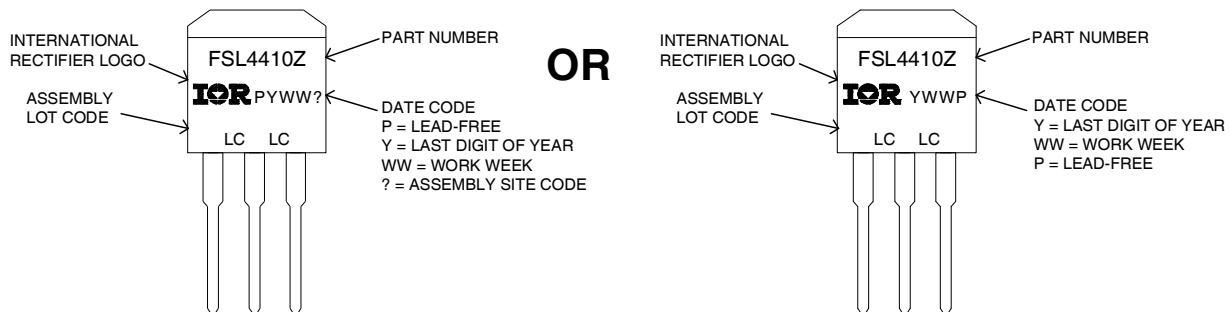 INTERNATIONAL
RECTIFIER LOGO
ASSEMBLY
LOT CODE
FSL4410Z
IOR PYWW?
LC LC
PART NUMBER
DATE CODE
P = LEAD-FREE
Y = LAST DIGIT OF YEAR
WW = WORK WEEK
? = ASSEMBLY SITE CODE
OR
INTERNATIONAL
RECTIFIER LOGO
ASSEMBLY
LOT CODE
FSL4410Z
IOR YWWP
LC LC
PART NUMBER
DATE CODE
Y = LAST DIGIT OF YEAR
WW = WORK WEEK
P = LEAD-FREE